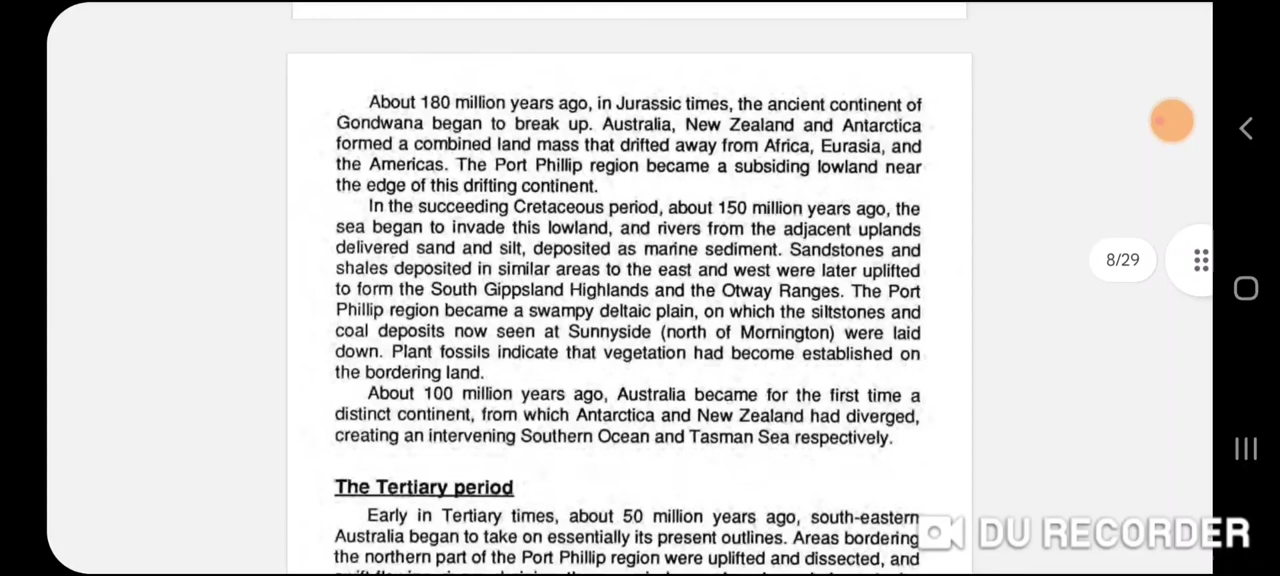 About 180 million years ago, in Jurassic times, the ancient continent of
Gondwana began to break up. Australia, New Zealand and Antarctica
formed a combined land mass that drifted away from Africa, Eurasia, and
the Americas. The Port Phillip region became a subsiding lowland near
the edge of this drifting continent.
In the succeeding Cretaceous period, about 150 million years ago, the
sea began to invade this lowland, and rivers from the adjacent uplands
delivered sand and silt, deposited as marine sediment. Sandstones and
shales deposited in similar areas to the east and west were later uplifted
to form the South Gippsland Highlands and the Otway Ranges. The Port
Phillip region became a swampy deltaic plain, on which the siltstones and
coal deposits now seen at Sunnyside (north of Mornington) were laid
down. Plant fossils indicate that vegetation had become established on
the bordering land.
About 100 million years ago, Australia became for the first time a
distinct continent, from which Antarctica and New Zealand had diverged,
creating an intervening Southern Ocean and Tasman Sea respectively.
The Tertiary period
Early in Tertiary times, about 50 million years ago, south-eastern
Australia began to take on essentially its present outlines. Areas bordering
the northern part of the Port Phillip region were uplifted and dissected, and
8/29
DU RECORDER